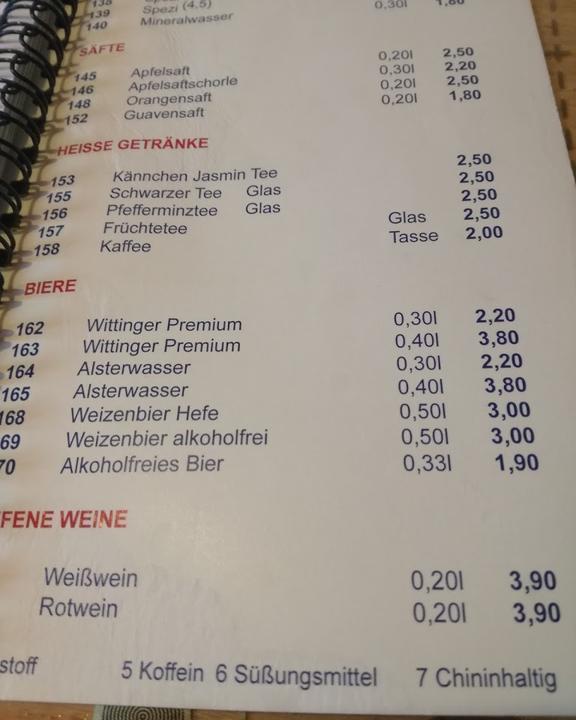 138
139 Spezi (4,5)
140 Mineralwasser 0,30l 1,80
SÄFTE
145 Apfelsaft 0,20l 2,50
146 Apfelsaftschorle 0,30l 2,20
148 Orangensaft 0,20l 2,50
152 Guavensaft 0,20l 1,80
HEISSE GETRÄNKE
153 Kännchen Jasmin Tee 2,50
155 Schwarzer Tee Glas 2,50
156 Pfefferminztee Glas 2,50
157 Früchtetee Glas 2,50
158 Kaffee Tasse 2,00
BIERE
162 Wittinger Premium 0,30l 2,20
163 Wittinger Premium 0,40l 3,80
164 Alsterwasser 0,30l 2,20
165 Alsterwasser 0,40l 3,80
168 Weizenbier Hefe 0,50l 3,00
69 Weizenbier alkoholfrei 0,50l 3,00
70 Alkoholfreies Bier 0,33l 1,90
FENE WEINE
Weißwein 0,20l 3,90
Rotwein 0,20l 3,90
stoff 5 Koffein 6 Süßungsmittel 7 Chininhaltig